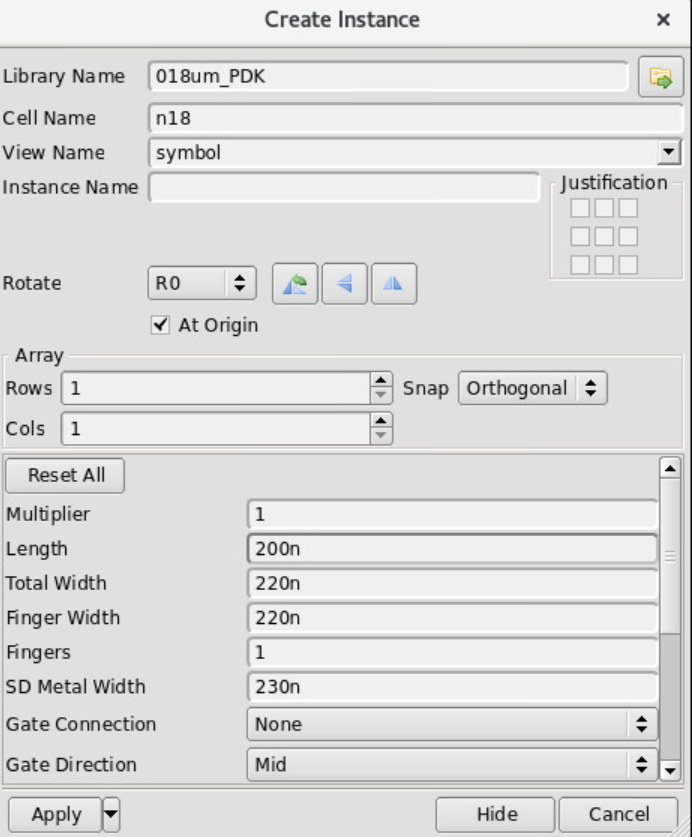 Create Instance
Library Name 018um_PDK
Cell Name n18
View Name symbol
Instance Name
Justification
Rotate R0
At Origin
Array
Rows 1 Snap Orthogonal
Cols 1
Reset All
Multiplier 1
Length 200n
Total Width 220n
Finger Width 220n
Fingers 1
SD Metal Width 230n
Gate Connection None
Gate Direction Mid
Apply Hide Cancel